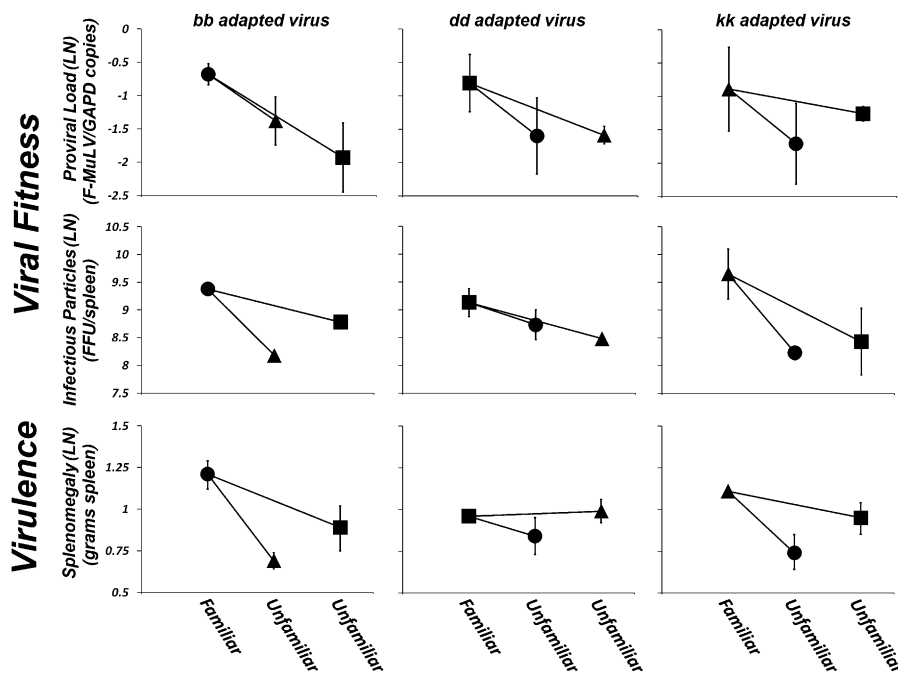 bb adapted virus
dd adapted virus
kk adapted virus
Viral Fitness
Proviral Load (LN)
(F-MuLV/GAPD copies)
0
-0.5
-1
-1.5
-2
-2.5
Infectious Particles (LN)
(FFU/spleen)
10.5
10
9.5
9
8.5
8
7.5
Virulence
Splenomegaly (LN)
(grams spleen)
1.5
1.25
1
0.75
0.5
Familiar
Unfamiliar
Unfamiliar
Familiar
Unfamiliar
Unfamiliar
Familiar
Unfamiliar
Unfamiliar